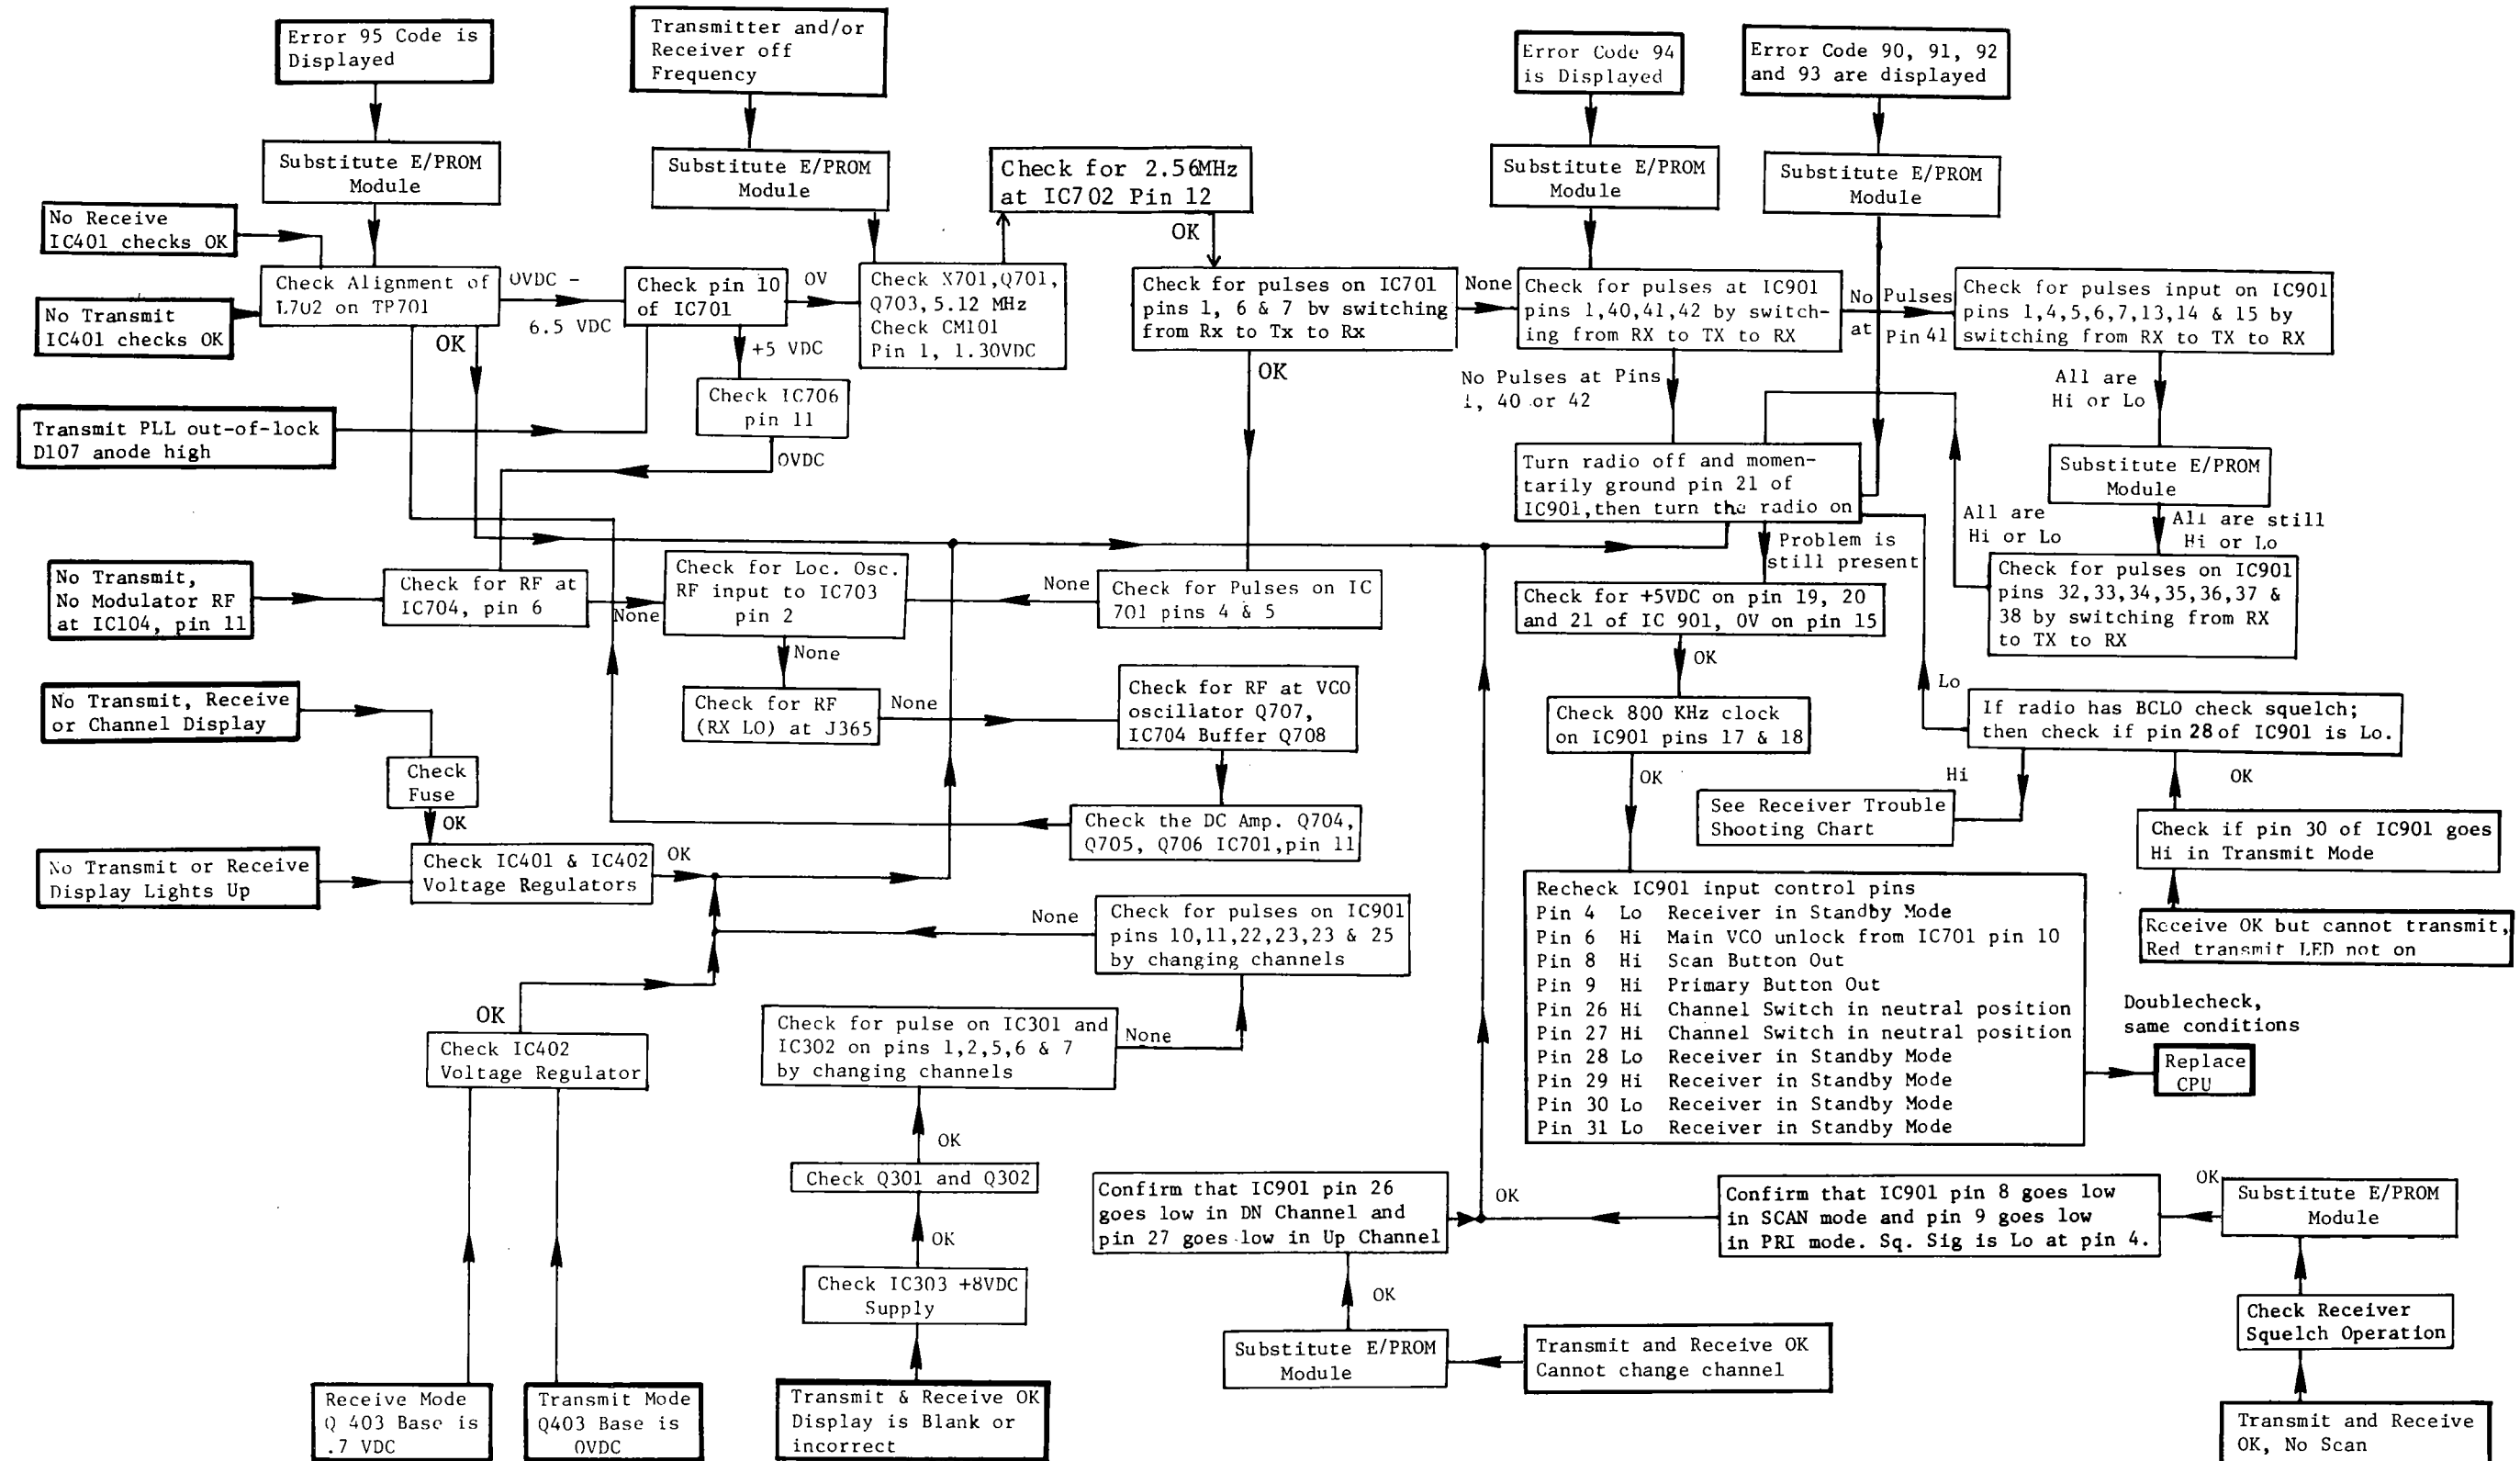 Error 95 Code is
Displayed
Transmitter and/or
Receiver off
Frequency
Error Code 94
is Displayed
Error Code 90, 91, 92
and 93 are displayed
Substitute E/PROM
Module
Substitute E/PROM
Module
Check for 2.56MHz
at IC702 Pin 12
OK
Substitute E/PROM
Module
Substitute E/PROM
Module
No Receive
IC401 checks OK
No Transmit
IC401 checks OK
Check Alignment of
L702 on TP701
OK
0VDC -
6.5 VDC
Check pin 10
of IC701
0V
+5 VDC
Check X701,Q701,
Q703,5.12 MHz
Check CM101
Pin 1, 1.30VDC
Check for pulses on IC701
pins 1, 6 & 7 by switching
from Rx to Tx to Rx
None
OK
Check for pulses at IC901
pins 1,40,41,42 by switch-
ing from RX to TX to RX
No Pulses
at Pin 41
Check for pulses input on IC901
pins 1,4,5,6,7,13,14 & 15 by
switching from RX to TX to RX
No Pulses at Pins
1, 40 or 42
All are
Hi or Lo
Check IC706
pin 11
0VDC
Transmit PLL out-of-lock
D107 anode high
Turn radio off and momen-
tarily ground pin 21 of
IC901,then turn the radio on
Problem is
still present
Substitute E/PROM
Module
All are
Hi or Lo
All are still
Hi or Lo
No Transmit,
No Modulator RF
at IC104, pin 11
Check for RF at
IC704, pin 6
None
Check for Loc. Osc.
RF input to IC703
pin 2
None
None
Check for Pulses on IC
701 pins 4 & 5
Check for +5VDC on pin 19, 20
and 21 of IC 901, 0V on pin 15
OK
Check for pulses on IC901
pins 32,33,34,35,36,37 &
38 by switching from RX
to TX to RX
No Transmit, Receive
or Channel Display
Check for RF
(RX LO) at J365
None
Check for RF at VCO
oscillator Q707,
IC704 Buffer Q708
Check 800 KHz clock
on IC901 pins 17 & 18
OK
Lo
If radio has BCLO check squelch;
then check if pin 28 of IC901 is Lo.
Hi
OK
Check
Fuse
OK
See Receiver Trouble
Shooting Chart
Check the DC Amp. Q704,
Q705, Q706 IC701,pin 11
Check if pin 30 of IC901 goes
Hi in Transmit Mode
No Transmit or Receive
Display Lights Up
Check IC401 & IC402
Voltage Regulators
OK
None
Check for pulses on IC901
pins 10,11,22,23,23 & 25
by changing channels
Receive OK but cannot transmit,
Red transmit LED not on
Recheck IC901 input control pins
Pin 4 Lo Receiver in Standby Mode
Pin 6 Hi Main VCO unlock from IC701 pin 10
Pin 8 Hi Scan Button Out
Pin 9 Hi Primary Button Out
Pin 26 Hi Channel Switch in neutral position
Pin 27 Hi Channel Switch in neutral position
Pin 28 Lo Receiver in Standby Mode
Pin 29 Hi Receiver in Standby Mode
Pin 30 Lo Receiver in Standby Mode
Pin 31 Lo Receiver in Standby Mode
Doublecheck,
same conditions
Replace
CPU
OK
Check IC402
Voltage Regulator
Check for pulse on IC301 and
IC302 on pins 1,2,5,6 & 7
by changing channels
None
OK
Check Q301 and Q302
OK
Check IC303 +8VDC
Supply
Confirm that IC901 pin 26
goes low in DN Channel and
pin 27 goes low in Up Channel
OK
OK
Confirm that IC901 pin 8 goes low
in SCAN mode and pin 9 goes low
in PRI mode. Sq. Sig is Lo at pin 4.
OK
Substitute E/PROM
Module
Check Receiver
Squelch Operation
Substitute E/PROM
Module
Transmit and Receive OK
Cannot change channel
Receive Mode
Q 403 Base is
.7 VDC
Transmit Mode
Q403 Base is
0VDC
Transmit & Receive OK
Display is Blank or
incorrect
Transmit and Receive
OK, No Scan